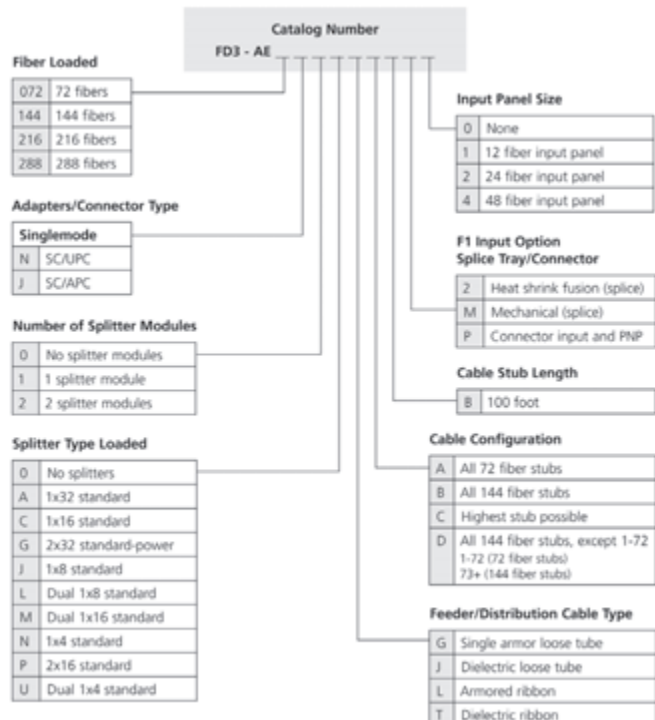 Catalog Number
FD3 - AE _ _ _ _ _ _ _ _ _
Fiber Loaded
072 72 fibers
144 144 fibers
216 216 fibers
288 288 fibers
Adapters/Connector Type
Singlemode
N SC/UPC
J SC/APC
Number of Splitter Modules
0 No splitter modules
1 1 splitter module
2 2 splitter modules
Splitter Type Loaded
0 No splitters
A 1x32 standard
C 1x16 standard
G 2x32 standard-power
J 1x8 standard
L Dual 1x8 standard
M Dual 1x16 standard
N 1x4 standard
P 2x16 standard
U Dual 1x4 standard
Input Panel Size
0 None
1 12 fiber input panel
2 24 fiber input panel
4 48 fiber input panel
F1 Input Option
Splice Tray/Connector
2 Heat shrink fusion (splice)
M Mechanical (splice)
P Connector input and PNP
Cable Stub Length
B 100 foot
Cable Configuration
A All 72 fiber stubs
B All 144 fiber stubs
C Highest stub possible
D All 144 fiber stubs, except 1-72
1-72 (72 fiber stubs)
73+ (144 fiber stubs)
Feeder/Distribution Cable Type
G Single armor loose tube
J Dielectric loose tube
L Armored ribbon
T Dielectric ribbon